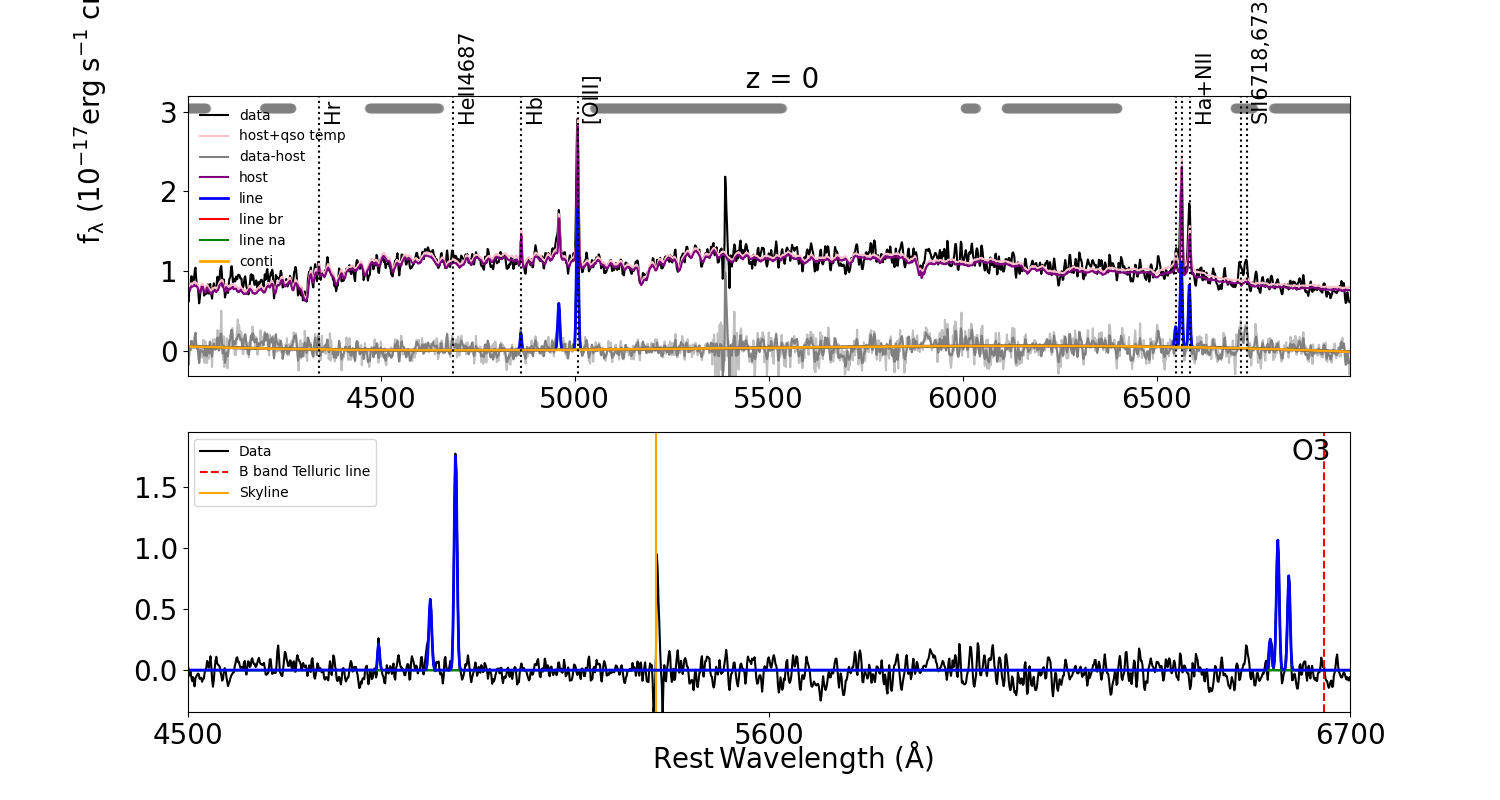 z = 0
fλ (10⁻¹⁷erg s⁻¹
Hr
HeII4687
Hb
[OIII]
Ha+NII
SII6718,673
data
host+qso temp
data-host
host
line
line br
line na
conti
3
2
1
0
4500 5000 5500 6000 6500
Data
B band Telluric line
Skyline
O3
1.5
1.0
0.5
0.0
4500 5600 6700
Rest Wavelength (Å)